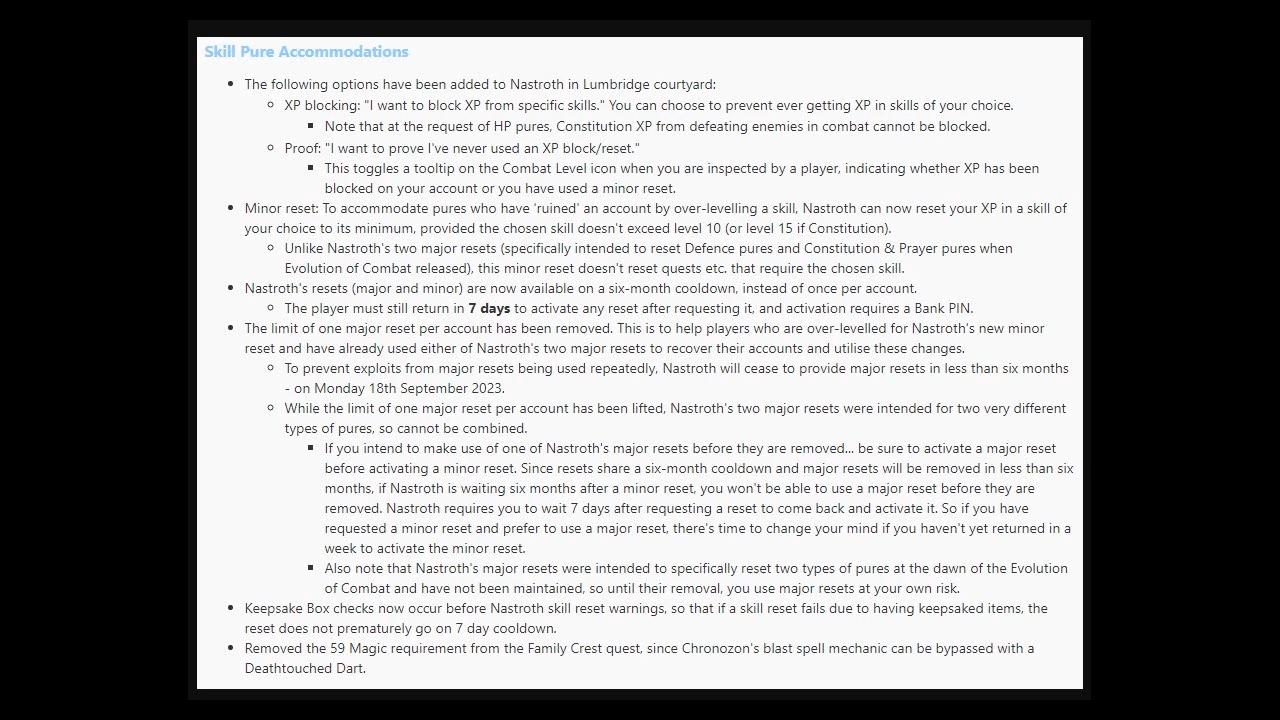 Skill Pure Accommodations
• The following options have been added to Nastroth in Lumbridge courtyard:
◦ XP blocking: "I want to block XP from specific skills." You can choose to prevent ever getting XP in skills of your choice.
▪ Note that at the request of HP pures, Constitution XP from defeating enemies in combat cannot be blocked.
◦ Proof: "I want to prove I've never used an XP block/reset."
▪ This toggles a tooltip on the Combat Level icon when you are inspected by a player, indicating whether XP has been
blocked on your account or you have used a minor reset.
• Minor reset: To accommodate pures who have 'ruined' an account by over-levelling a skill, Nastroth can now reset your XP in a skill of
your choice to its minimum, provided the chosen skill doesn't exceed level 10 (or level 15 if Constitution).
◦ Unlike Nastroth's two major resets (specifically intended to reset Defence pures and Constitution & Prayer pures when
Evolution of Combat released), this minor reset doesn't reset quests etc. that require the chosen skill.
• Nastroth's resets (major and minor) are now available on a six-month cooldown, instead of once per account.
◦ The player must still return in 7 days to activate any reset after requesting it, and activation requires a Bank PIN.
• The limit of one major reset per account has been removed. This is to help players who are over-levelled for Nastroth's new minor
reset and have already used either of Nastroth's two major resets to recover their accounts and utilise these changes.
◦ To prevent exploits from major resets being used repeatedly, Nastroth will cease to provide major resets in less than six months
- on Monday 18th September 2023.
◦ While the limit of one major reset per account has been lifted, Nastroth's two major resets were intended for two very different
types of pures, so cannot be combined.
▪ If you intend to make use of one of Nastroth's major resets before they are removed... be sure to activate a major reset
before activating a minor reset. Since resets share a six-month cooldown and major resets will be removed in less than six
months, if Nastroth is waiting six months after a minor reset, you won't be able to use a major reset before they are
removed. Nastroth requires you to wait 7 days after requesting a reset to come back and activate it. So if you have
requested a minor reset and prefer to use a major reset, there's time to change your mind if you haven't yet returned in a
week to activate the minor reset.
▪ Also note that Nastroth's major resets were intended to specifically reset two types of pures at the dawn of the Evolution
of Combat and have not been maintained, so until their removal, you use major resets at your own risk.
• Keepsake Box checks now occur before Nastroth skill reset warnings, so that if a skill reset fails due to having keepsaked items, the
reset does not prematurely go on 7 day cooldown.
• Removed the 59 Magic requirement from the Family Crest quest, since Chronozon's blast spell mechanic can be bypassed with a
Deathtouched Dart.